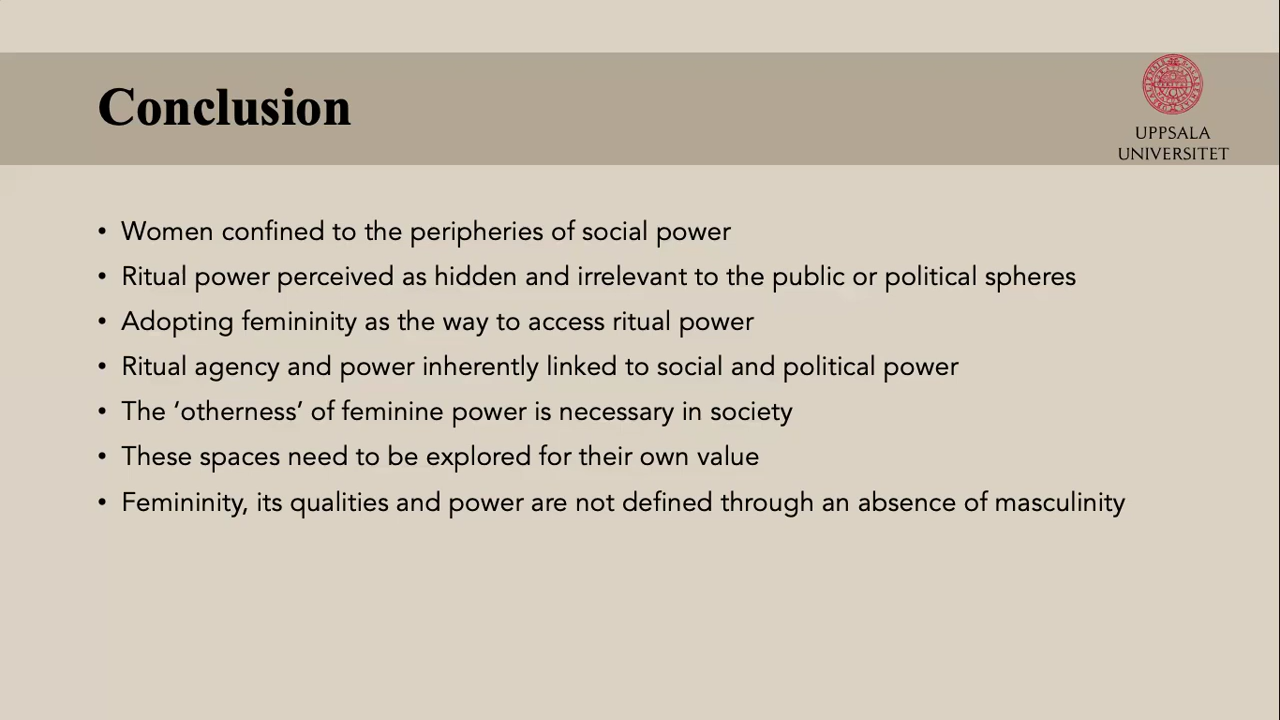 Conclusion
UPPSALA
UNIVERSITET
• Women confined to the peripheries of social power
• Ritual power perceived as hidden and irrelevant to the public or political spheres
• Adopting femininity as the way to access ritual power
• Ritual agency and power inherently linked to social and political power
• The ‘otherness’ of feminine power is necessary in society
• These spaces need to be explored for their own value
• Femininity, its qualities and power are not defined through an absence of masculinity